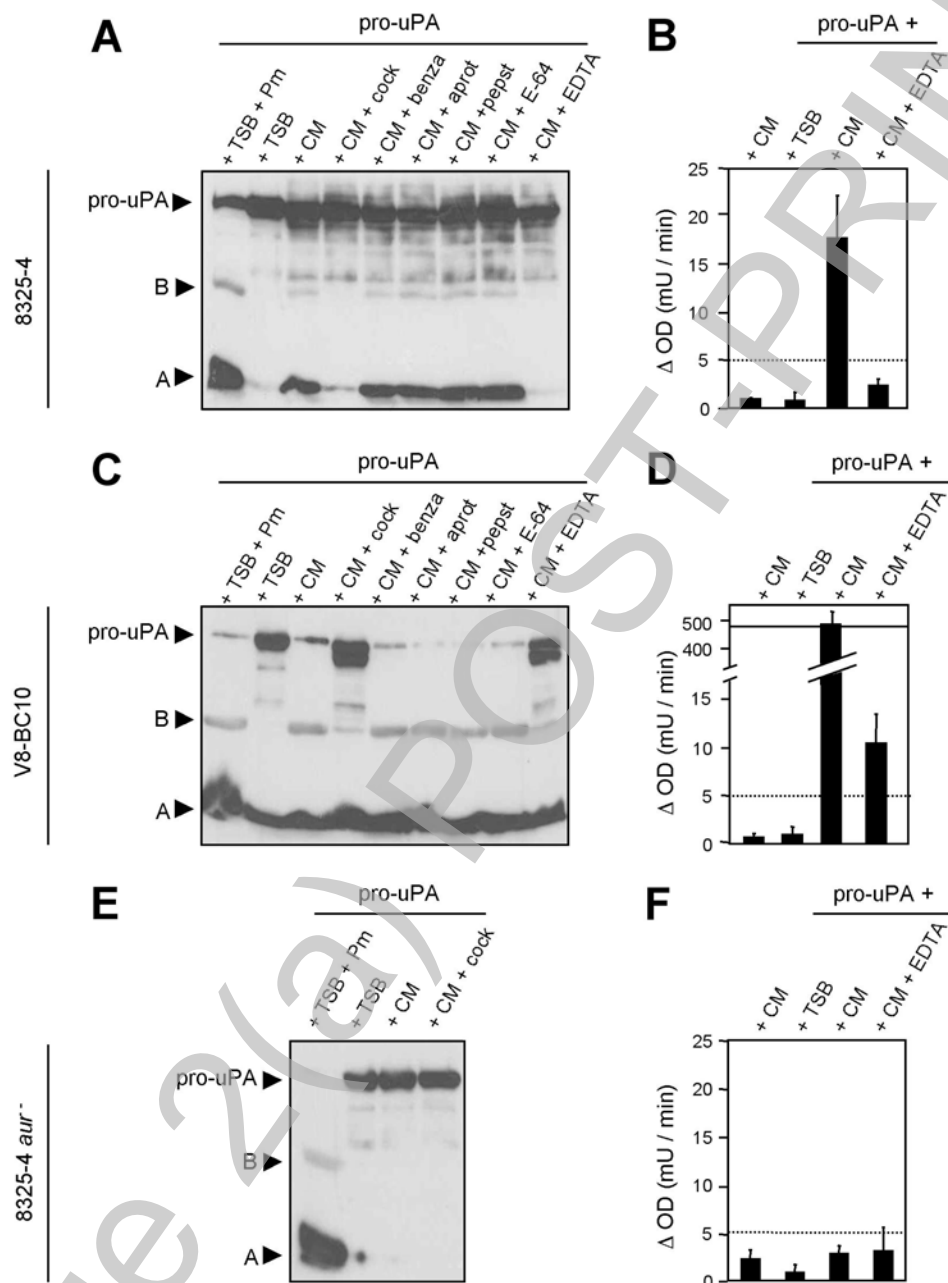 A
pro-uPA
+ TSB + Pm
+ TSB
+ CM
+ CM + cock
+ CM + benza
+ CM + aprot
+ CM +pepst
+ CM + E-64
+ CM + EDTA
8325-4
pro-uPA
B
A
B
pro-uPA +
+ CM
+ TSB
+ CM
+ CM + EDTA
Δ OD (mU / min)
25
20
15
10
5
0
C
pro-uPA
+ TSB + Pm
+ TSB
+ CM
+ CM + cock
+ CM + benza
+ CM + aprot
+ CM +pepst
+ CM + E-64
+ CM + EDTA
V8-BC10
pro-uPA
B
A
D
pro-uPA +
+ CM
+ TSB
+ CM
+ CM + EDTA
Δ OD (mU / min)
500
400
15
10
5
0
E
pro-uPA
+ TSB + Pm
+ TSB
+ CM
+ CM + cock
8325-4 aur⁻
pro-uPA
B
A
F
pro-uPA +
+ CM
+ TSB
+ CM
+ CM + EDTA
Δ OD (mU / min)
25
20
15
10
5
0
2(a) POST-PRIN